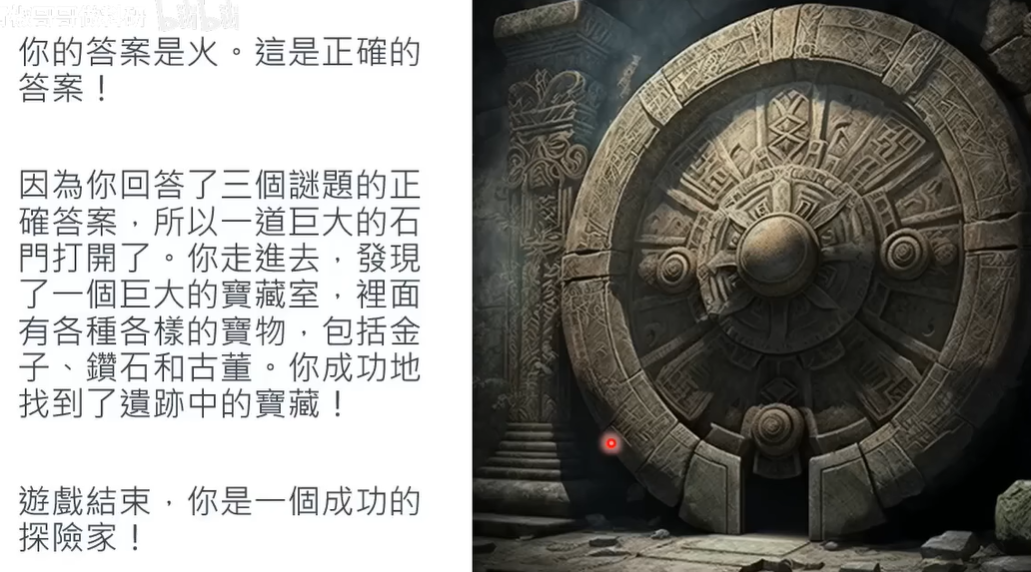 你的答案是火。這是正確的
答案！
因為你回答了三個謎題的正
確答案，所以一道巨大的石
門打開了。你走進去，發現
了一個巨大的寶藏室，裡面
有各種各樣的寶物，包括金
子、鑽石和古董。你成功地
找到了遺跡中的寶藏！
遊戲結束，你是一個成功的
探險家！